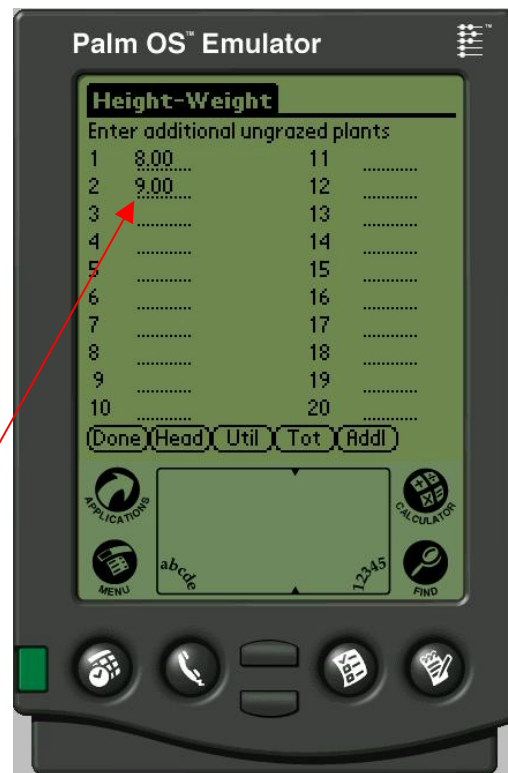 Palm OS™ Emulator
™
Height-Weight
Enter additional ungrazed plants
1 8.00 11
2 9.00 12
3 13
4 14
5 15
6 16
7 17
8 18
9 19
10 20
Done Head Util Tot Addl
APPLICATIONS CALCULATOR
abcde 12345
MENU FIND